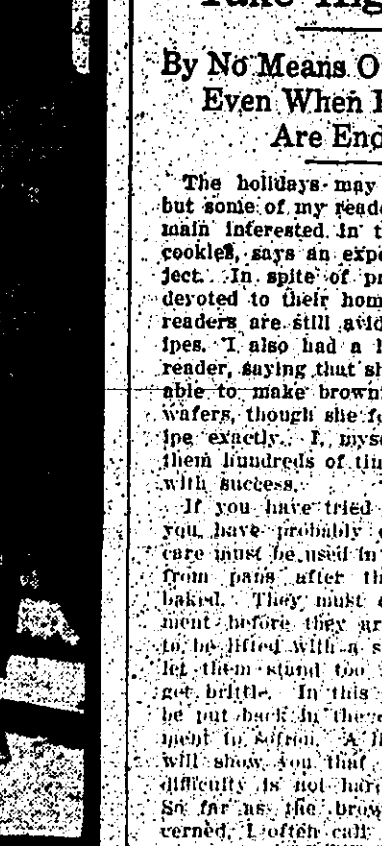 Take Hig
By No Means O
Even When
Are End
The holidays may
but some of my reade
main interested in t
cookies, says an expe
ject. In spite of pr
devoted to their hom
readers are still avid
ipes. I also had a l
reader, saying that sh
able to make brown
wafers, though she fo
ipe exactly. I, myse
them hundreds of tim
with success.
If you have tried
you have probably
care must be used in
from pans after th
baked. They must
ment before they ar
to be lifted with a s
let them stand too
get brittle. In this
be put back in the
ment to soften. A li
will show you that
difficulty is not har
So far as the brow
cerned, I often call